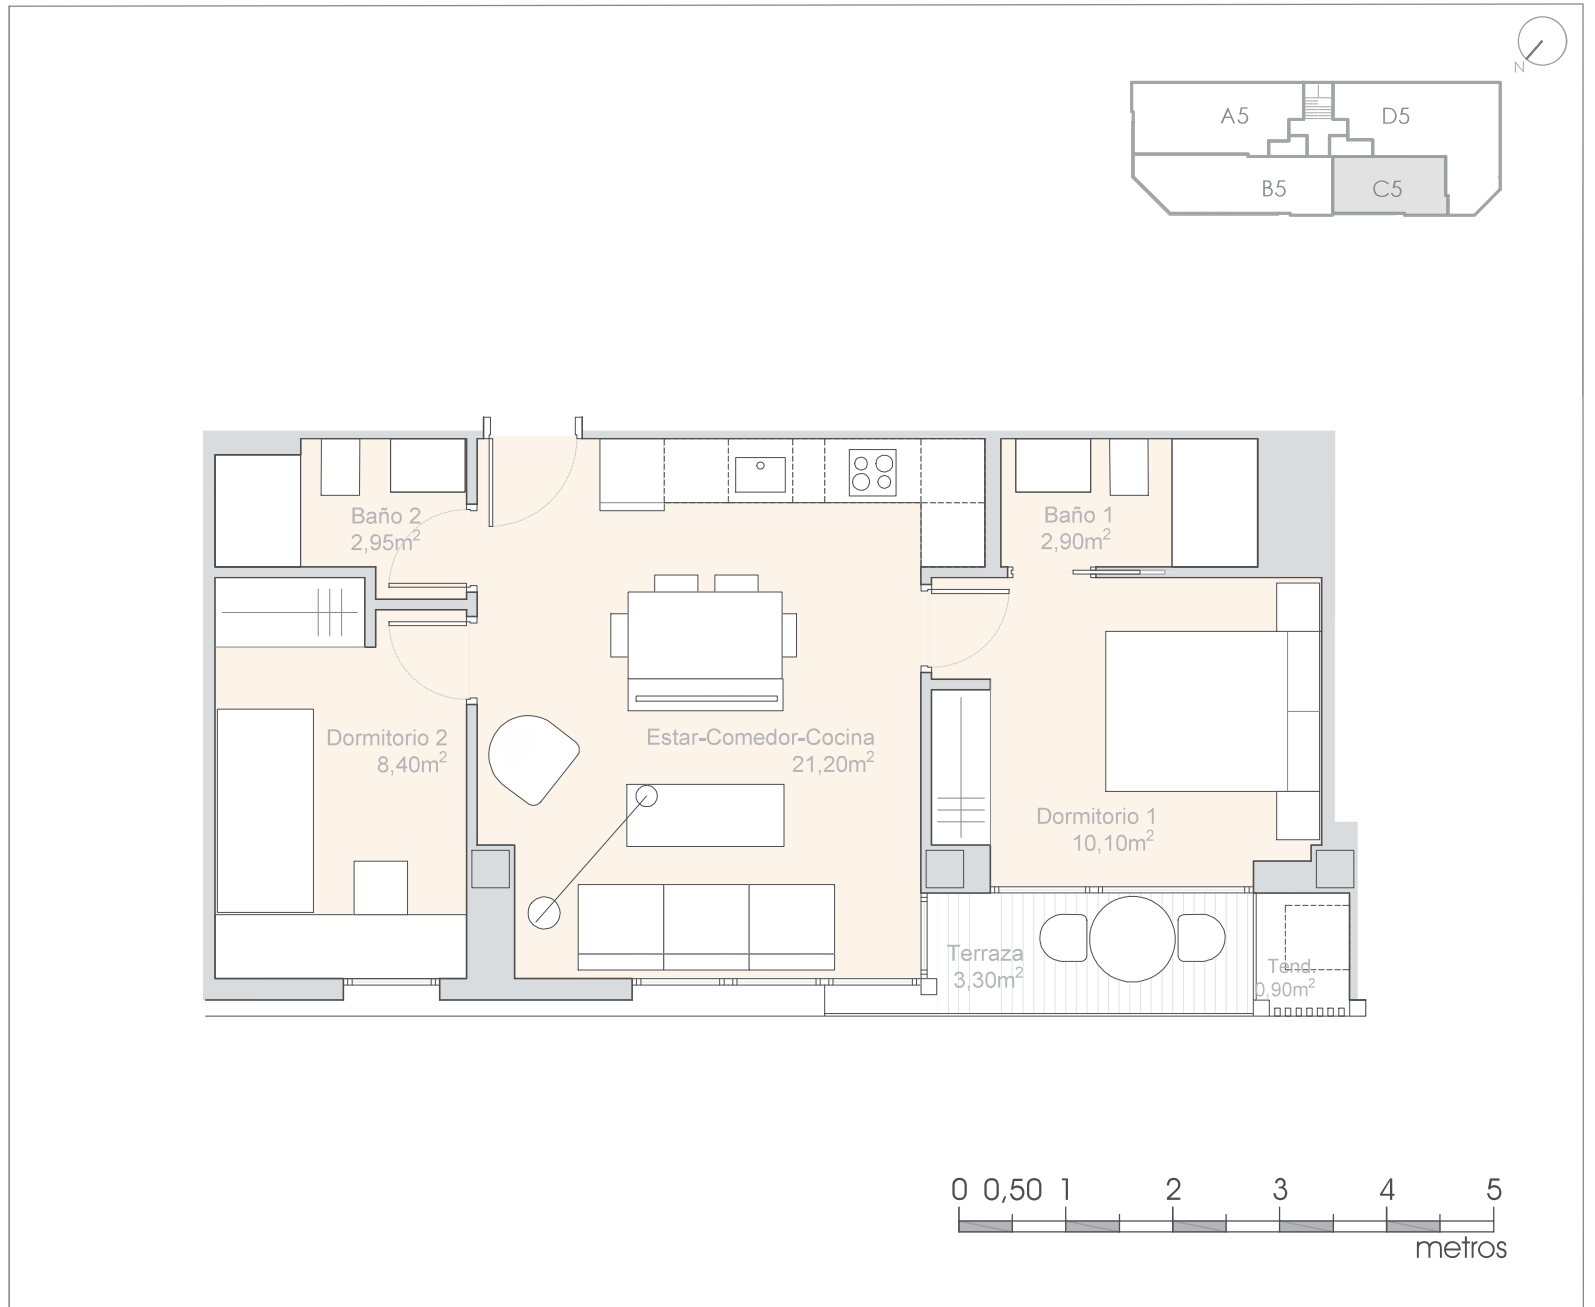 N
A5
D5
B5
C5
Baño 2
2,95m²
Baño 1
2,90m²
Dormitorio 2
8,40m²
Estar-Comedor-Cocina
21,20m²
Dormitorio 1
10,10m²
Terraza
3,30m²
Tend.
0,90m²
0 0,50 1 2 3 4 5
metros